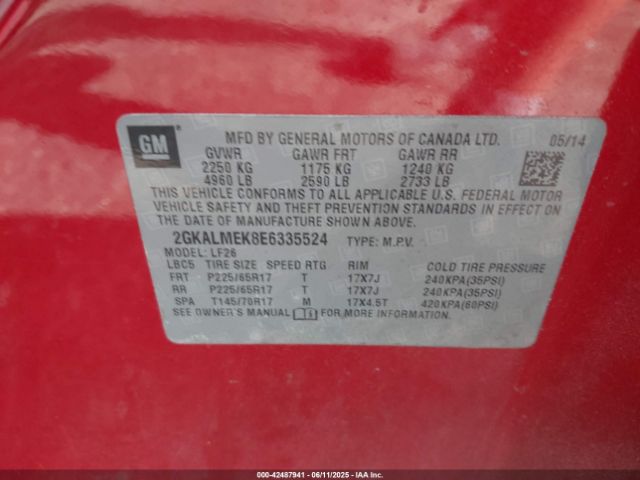 GM
MFD BY GENERAL MOTORS OF CANADA LTD. 05/14
GVWR GAWR FRT GAWR RR
2250 KG 1175 KG 1240 KG
4960 LB 2590 LB 2733 LB
THIS VEHICLE CONFORMS TO ALL APPLICABLE U.S. FEDERAL MOTOR
VEHICLE SAFETY AND THEFT PREVENTION STANDARDS IN EFFECT ON
THE DATE OF MANUFACTURE SHOWN ABOVE.
2GKALMEK8E6335524 TYPE: M.P.V.
MODEL: LF26
LBC5 TIRE SIZE SPEED RTG RIM COLD TIRE PRESSURE
FRT P225/65R17 T 17X7J 240KPA(35PSI)
RR P225/65R17 T 17X7J 240KPA(35PSI)
SPA T145/70R17 M 17X4.5T 420KPA(60PSI)
SEE OWNER'S MANUAL FOR MORE INFORMATION.
000-42487941 - 06/11/2025 - IAAI.COM